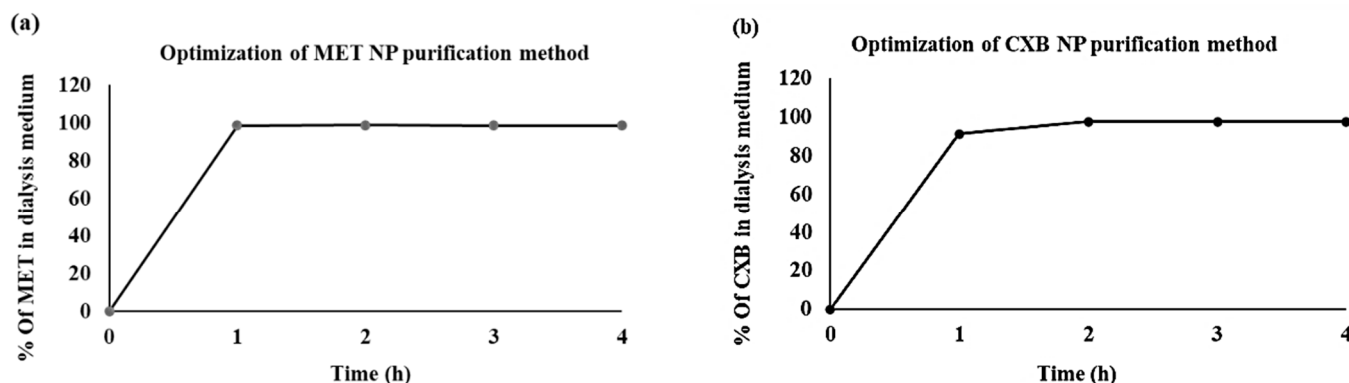 (a)
Optimization of MET NP purification method
% Of MET in dialysis medium
120
100
80
60
40
20
0
0 1 2 3 4
Time (h)
(b)
Optimization of CXB NP purification method
% Of CXB in dialysis medium
120
100
80
60
40
20
0
0 1 2 3 4
Time (h)